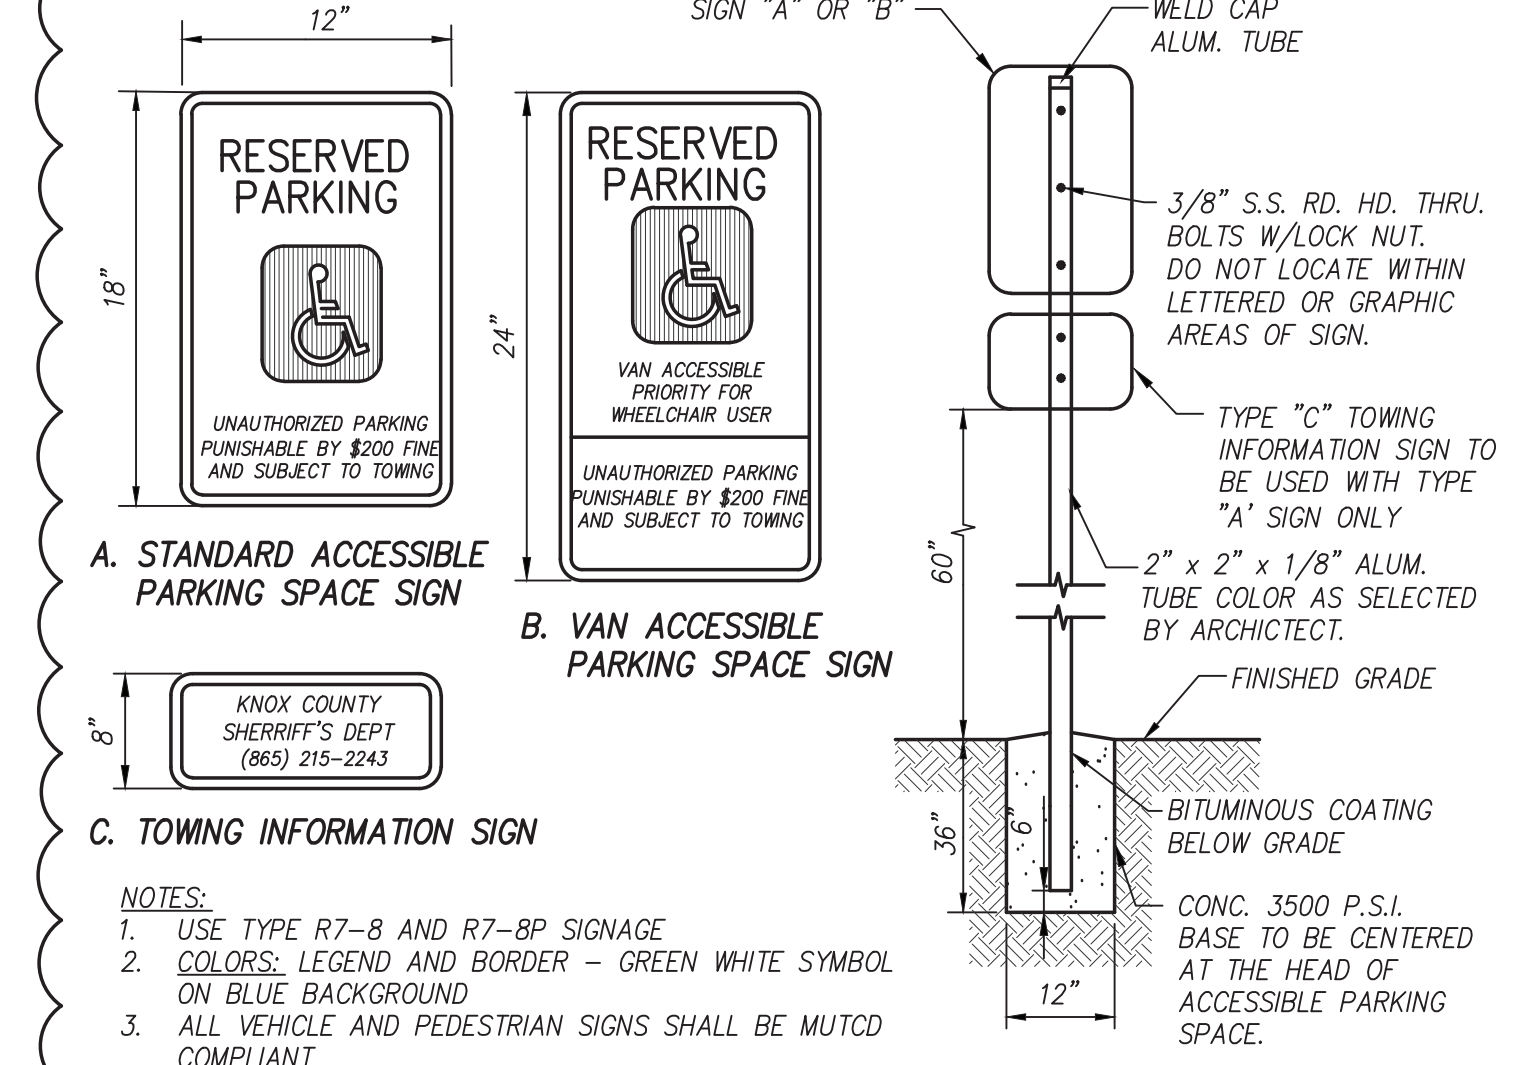 12"
18"
RESERVED
PARKING
UNAUTHORIZED PARKING
PUNISHABLE BY $200 FINE
AND SUBJECT TO TOWING
A. STANDARD ACCESSIBLE
PARKING SPACE SIGN
24"
RESERVED
PARKING
VAN ACCESSIBLE
PRIORITY FOR
WHEELCHAIR USER
UNAUTHORIZED PARKING
PUNISHABLE BY $200 FINE
AND SUBJECT TO TOWING
B. VAN ACCESSIBLE
PARKING SPACE SIGN
8"
KNOX COUNTY
SHERRIFF'S DEPT
(865) 215-2243
C. TOWING INFORMATION SIGN
NOTES:
1. USE TYPE R7-8 AND R7-8P SIGNAGE
2. COLORS: LEGEND AND BORDER - GREEN WHITE SYMBOL
ON BLUE BACKGROUND
3. ALL VEHICLE AND PEDESTRIAN SIGNS SHALL BE MUTCD
COMPLIANT
SIGN "A" OR "B"
WELD CAP
ALUM. TUBE
3/8" S.S. RD. HD. THRU.
BOLTS W/LOCK NUT.
DO NOT LOCATE WITHIN
LETTERED OR GRAPHIC
AREAS OF SIGN.
TYPE "C" TOWING
INFORMATION SIGN TO
BE USED WITH TYPE
"A' SIGN ONLY
60"
2" x 2" x 1/8" ALUM.
TUBE COLOR AS SELECTED
BY ARCHICTECT.
FINISHED GRADE
36"
6"
BITUMINOUS COATING
BELOW GRADE
CONC. 3500 P.S.I.
BASE TO BE CENTERED
AT THE HEAD OF
ACCESSIBLE PARKING
SPACE.
12"